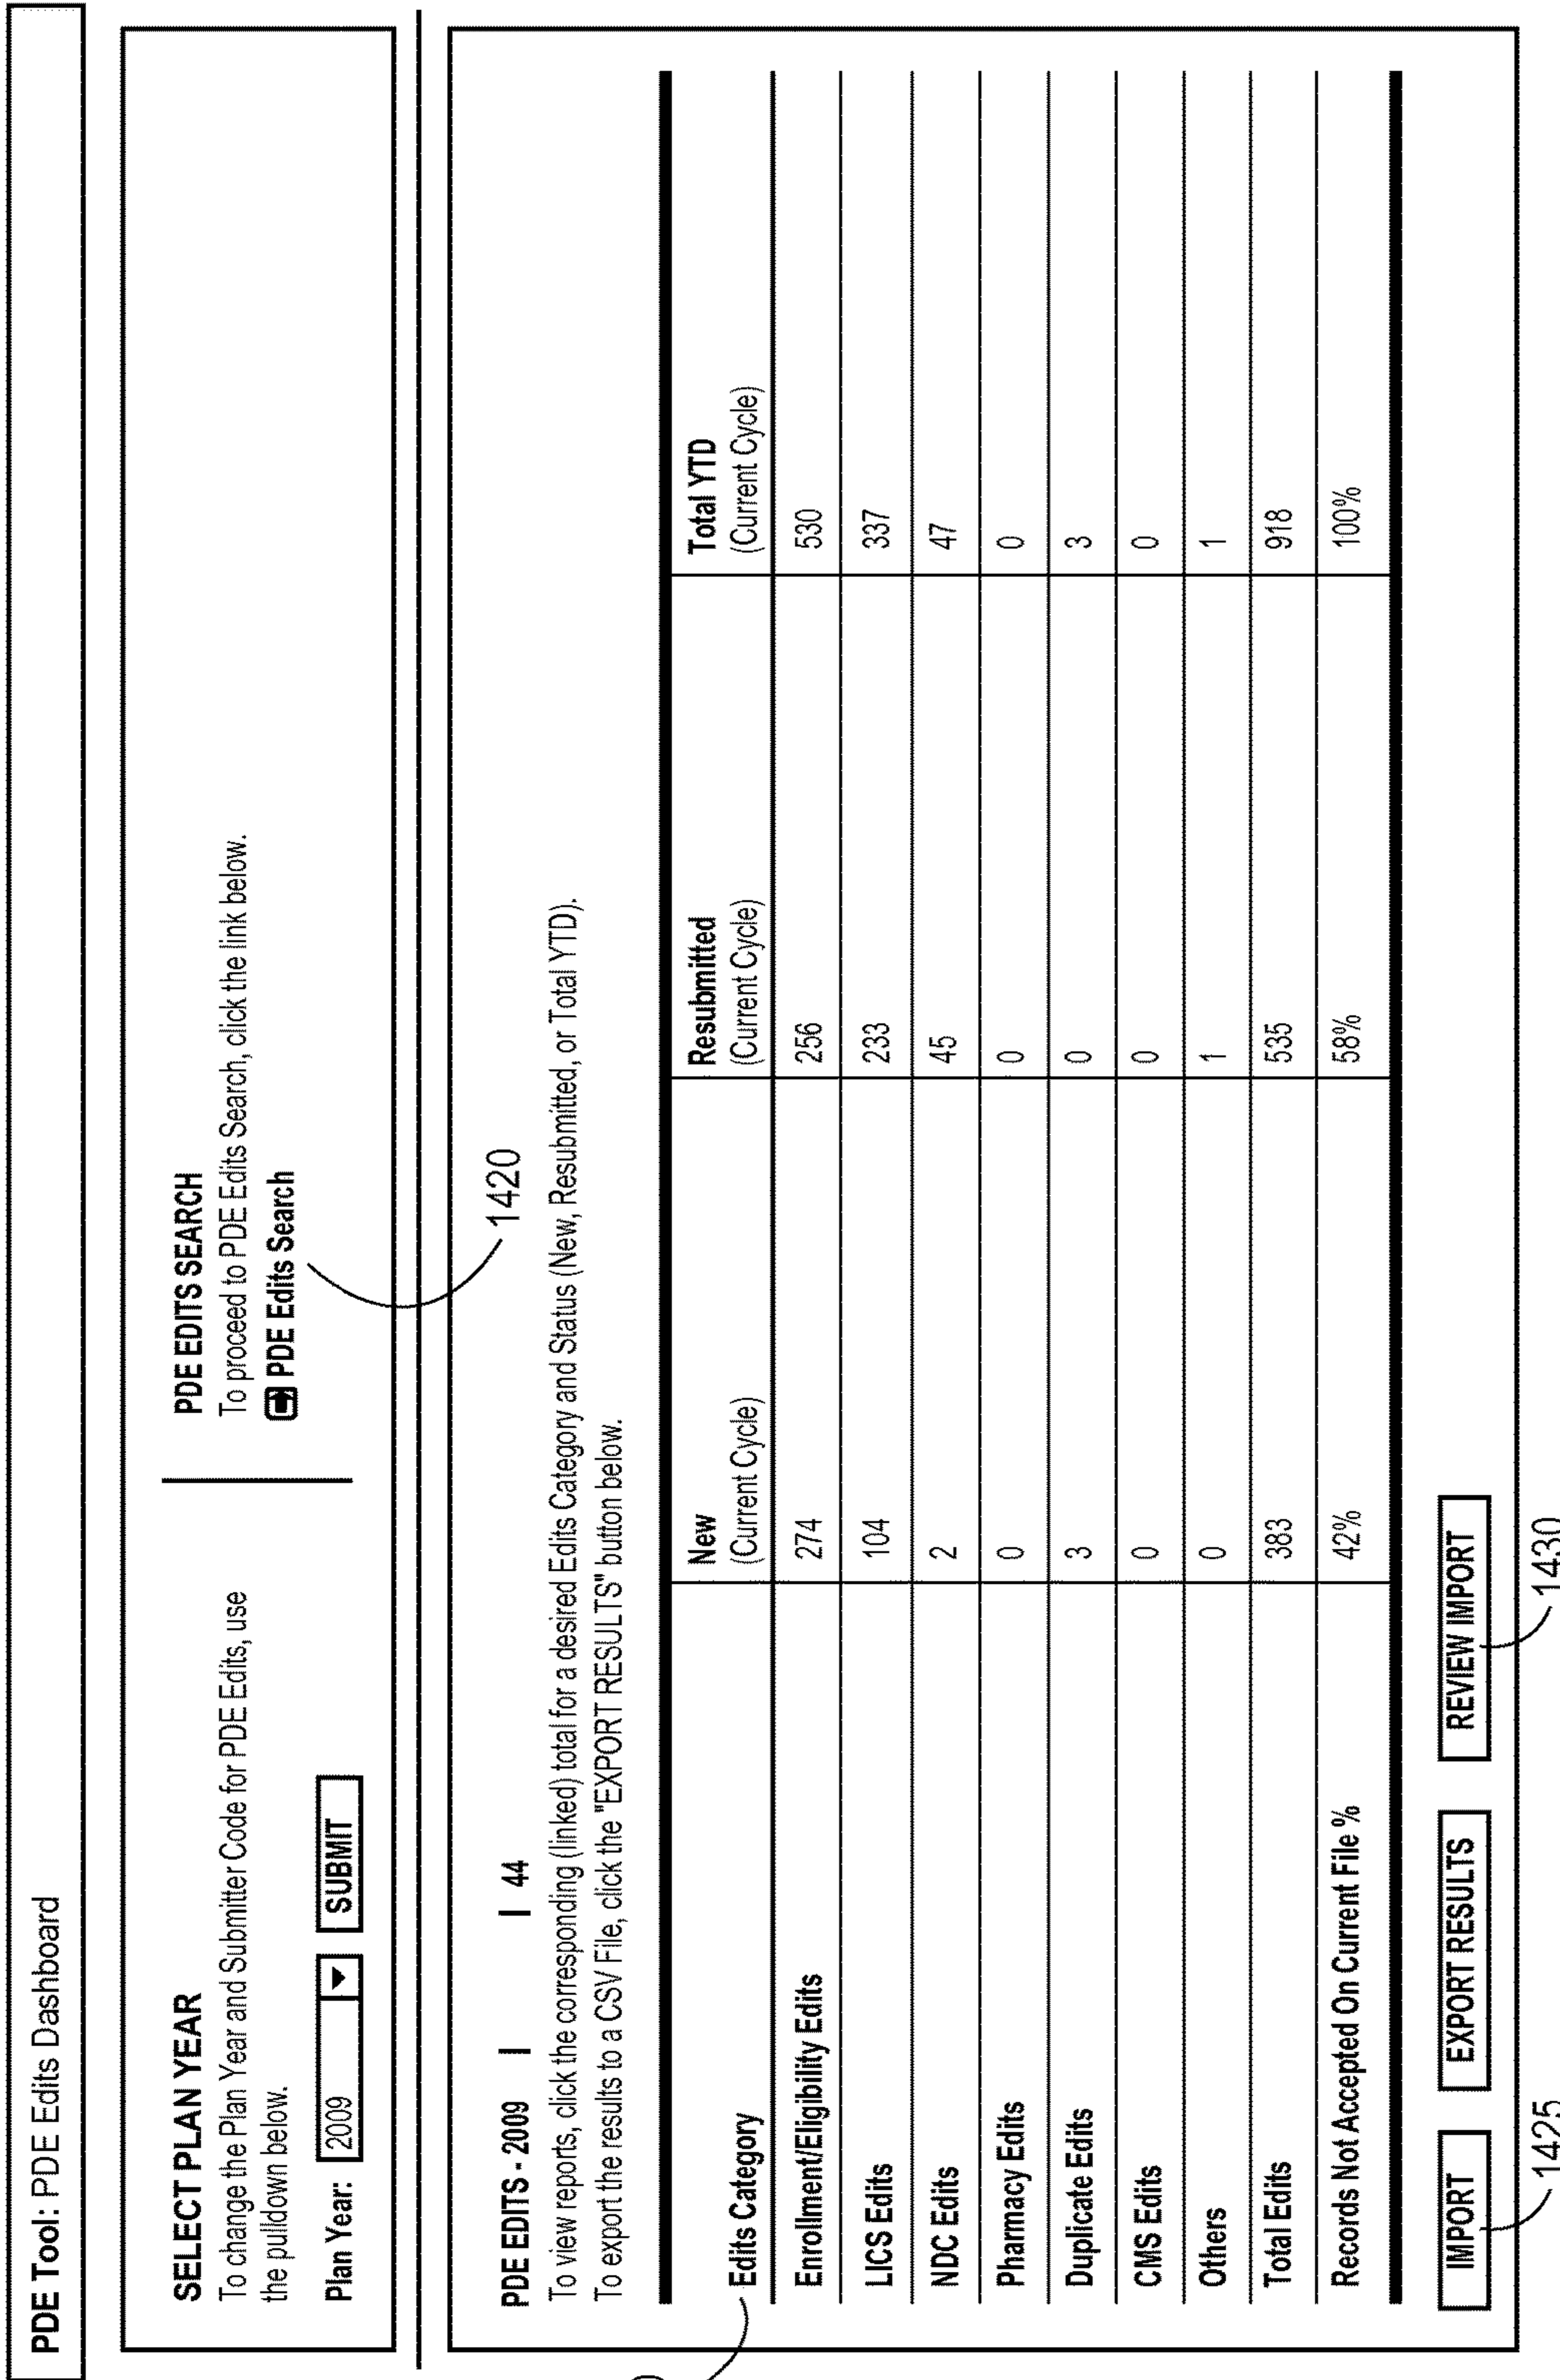 PDE Tool: PDE Edits Dashboard
SELECT PLAN YEAR
To change the Plan Year and Submitter Code for PDE Edits, use
the pulldown below.
Plan Year: 2009 SUBMIT
PDE EDITS SEARCH
To proceed to PDE Edits Search, click the link below.
PDE Edits Search
1420
PDE EDITS - 2009 | | 44
To view reports, click the corresponding (linked) total for a desired Edits Category and Status (New, Resubmitted, or Total YTD).
To export the results to a CSV File, click the "EXPORT RESULTS" button below.
Edits Category New Resubmitted Total YTD
(Current Cycle) (Current Cycle) (Current Cycle)
Enrollment/Eligibility Edits 274 256 530
LICS Edits 104 233 337
NDC Edits 2 45 47
Pharmacy Edits 0 0 0
Duplicate Edits 3 0 3
CMS Edits 0 0 0
Others 0 1 1
Total Edits 383 535 918
Records Not Accepted On Current File % 42% 58% 100%
IMPORT EXPORT RESULTS REVIEW IMPORT
1425 1430